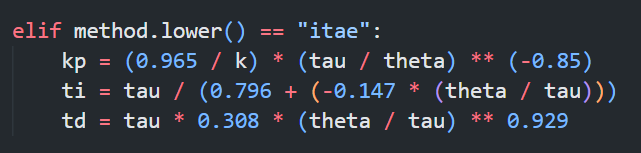 elif method.lower() == "itae":
kp = (0.965 / k) * (tau / theta) ** (-0.85)
ti = tau / (0.796 + (-0.147 * (theta / tau)))
td = tau * 0.308 * (theta / tau) ** 0.929